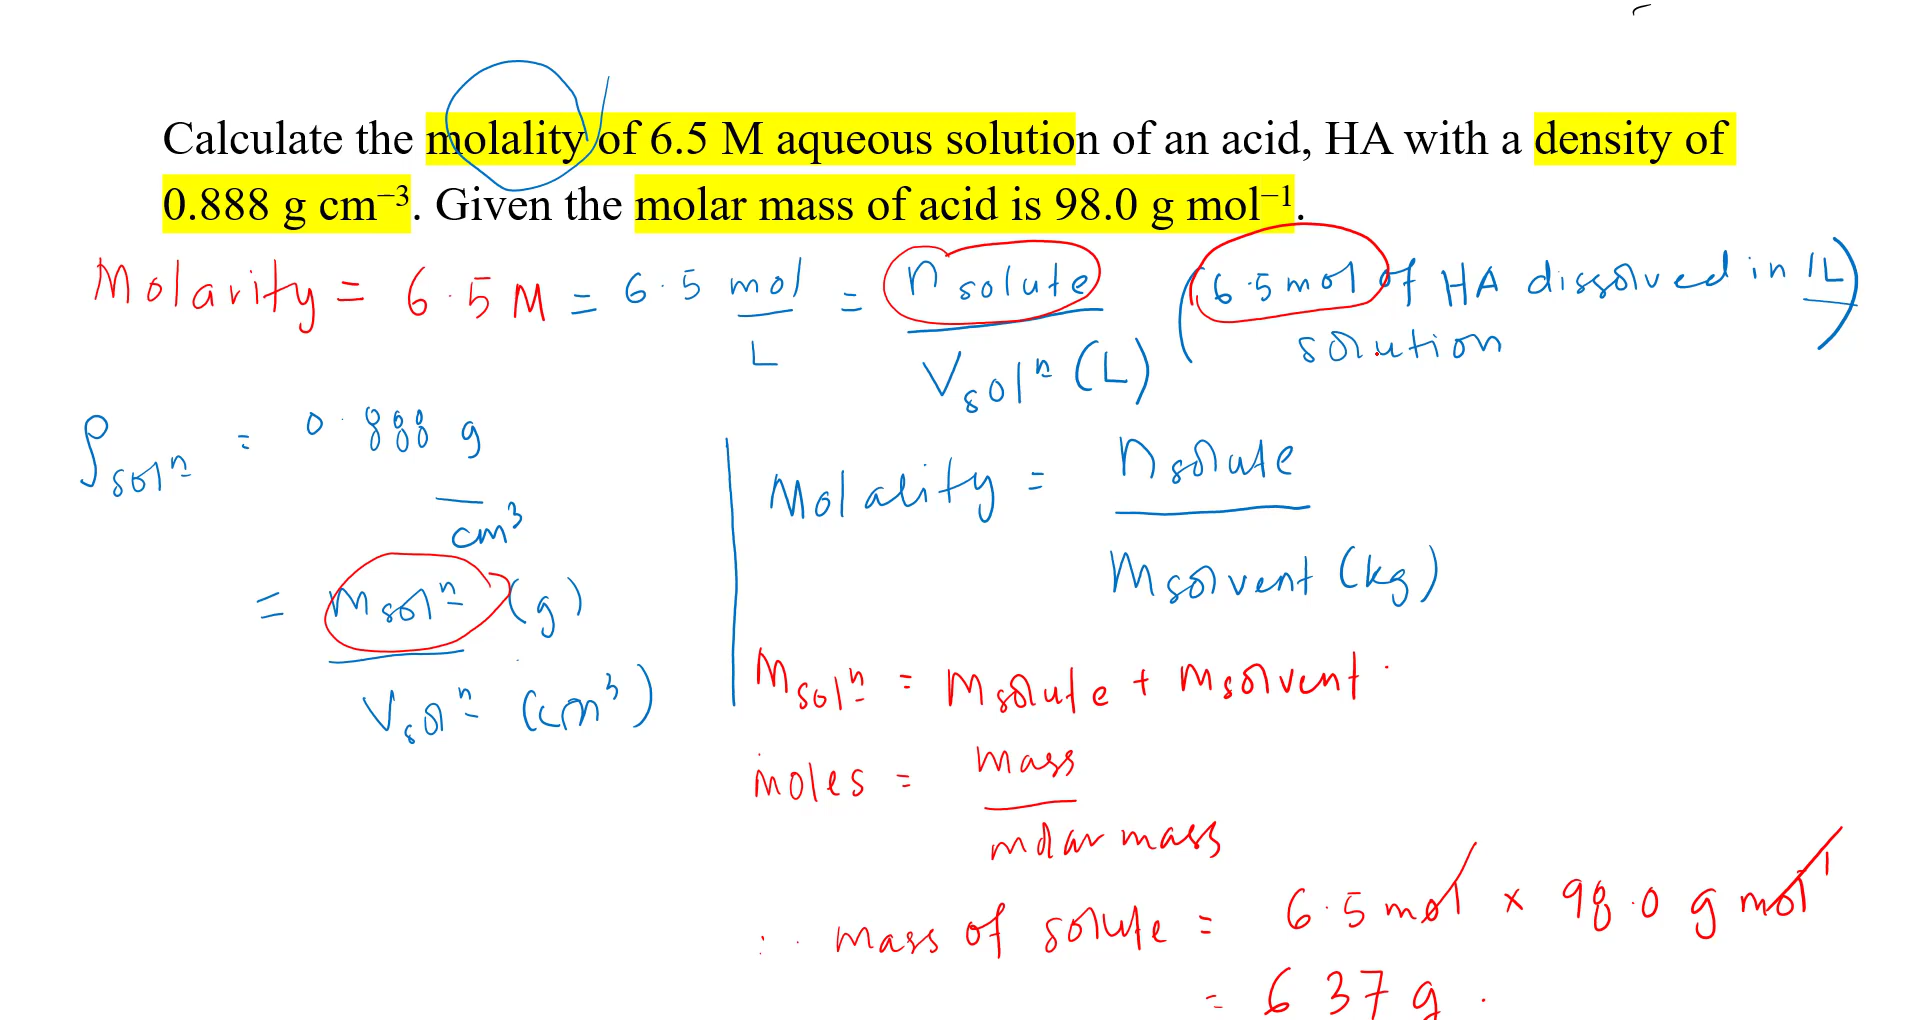 Calculate the molality of 6.5 M aqueous solution of an acid, HA with a density of
0.888 g cm⁻³. Given the molar mass of acid is 98.0 g mol⁻¹.
Molarity = 6.5 M = 6.5 mol/L = n solute / V solⁿ (L) (6.5 mol of HA dissolved in 1L
solution)
ρ solⁿ = 0.888 g / cm³
= m solⁿ (g) / V solⁿ (cm³)
Molality = n solute / m solvent (kg)
m solⁿ = m solute + m solvent.
moles = mass / molar mass
∴ mass of solute = 6.5 mol × 98.0 g mol⁻¹
= 637 g.